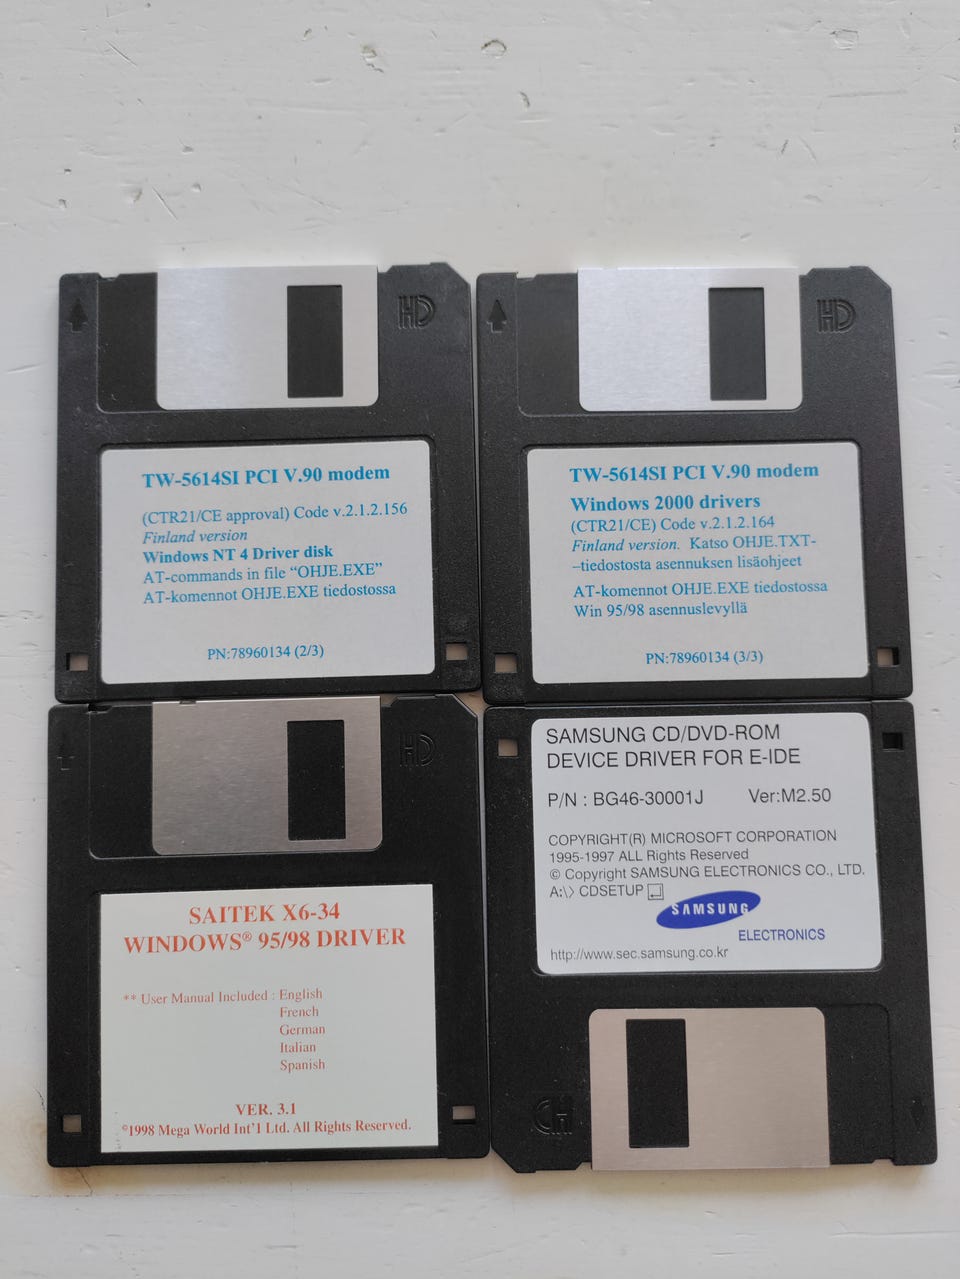 HD
TW-5614SI PCI V.90 modem
(CTR21/CE approval) Code v.2.1.2.156
Finland version
Windows NT 4 Driver disk
AT-commands in file “OHJE.EXE”
AT-komennot OHJE.EXE tiedostossa
PN:78960134 (2/3)
HD
TW-5614SI PCI V.90 modem
Windows 2000 drivers
(CTR21/CE) Code v.2.1.2.164
Finland version. Katso OHJE.TXT-
–tiedostosta asennuksen lisäohjeet
AT-komennot OHJE.EXE tiedostossa
Win 95/98 asennuslevyllä
PN:78960134 (3/3)
HD
SAITEK X6-34
WINDOWS® 95/98 DRIVER
** User Manual Included : English
French
German
Italian
Spanish
VER. 3.1
©1998 Mega World Int'l Ltd. All Rights Reserved.
SAMSUNG CD/DVD-ROM
DEVICE DRIVER FOR E-IDE
P/N : BG46-30001J Ver:M2.50
COPYRIGHT(R) MICROSOFT CORPORATION
1995-1997 ALL Rights Reserved
© Copyright SAMSUNG ELECTRONICS CO., LTD.
A:\> CDSETUP ↵
SAMSUNG
ELECTRONICS
http://www.sec.samsung.co.kr
HD